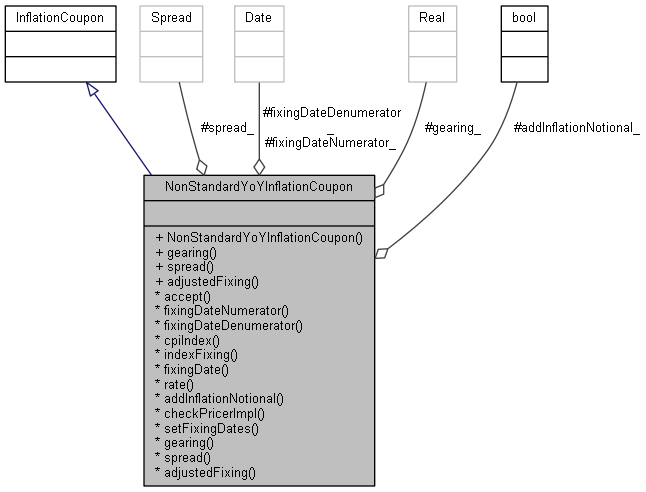 InflationCoupon
Spread
Date
Real
bool
#spread_
#fixingDateDenumerator
_
#fixingDateNumerator_
#gearing_
#addInflationNotional_
NonStandardYoYInflationCoupon
+ NonStandardYoYInflationCoupon()
+ gearing()
+ spread()
+ adjustedFixing()
* accept()
* fixingDateNumerator()
* fixingDateDenumerator()
* cpiIndex()
* indexFixing()
* fixingDate()
* rate()
* addInflationNotional()
* checkPricerImpl()
* setFixingDates()
* gearing()
* spread()
* adjustedFixing()